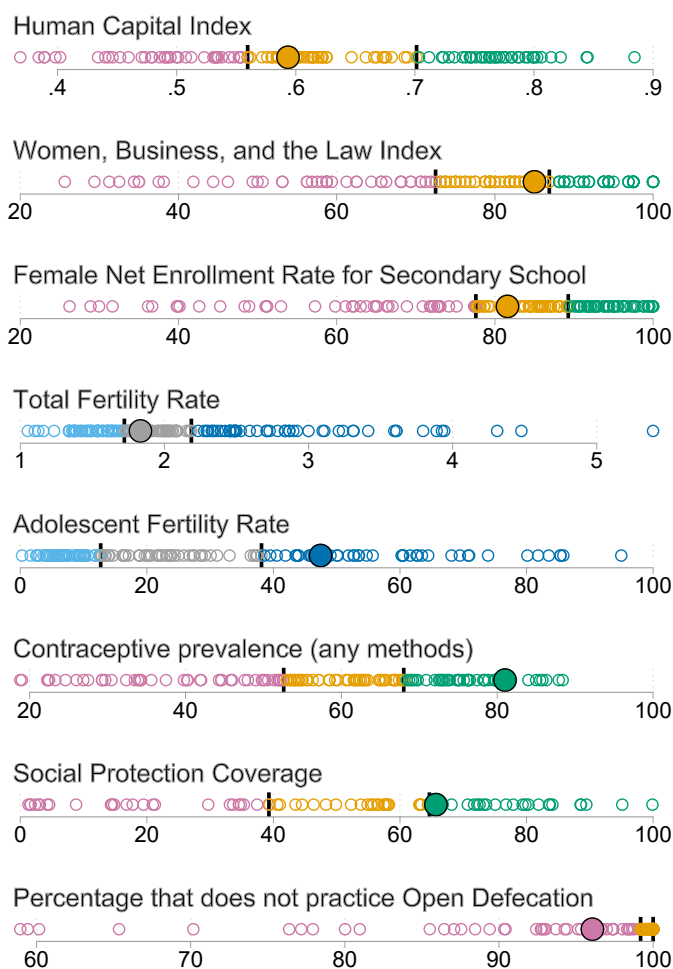 Human Capital Index
.4 .5 .6 .7 .8 .9
Women, Business, and the Law Index
20 40 60 80 100
Female Net Enrollment Rate for Secondary School
20 40 60 80 100
Total Fertility Rate
1 2 3 4 5
Adolescent Fertility Rate
0 20 40 60 80 100
Contraceptive prevalence (any methods)
20 40 60 80 100
Social Protection Coverage
0 20 40 60 80 100
Percentage that does not practice Open Defecation
60 70 80 90 100